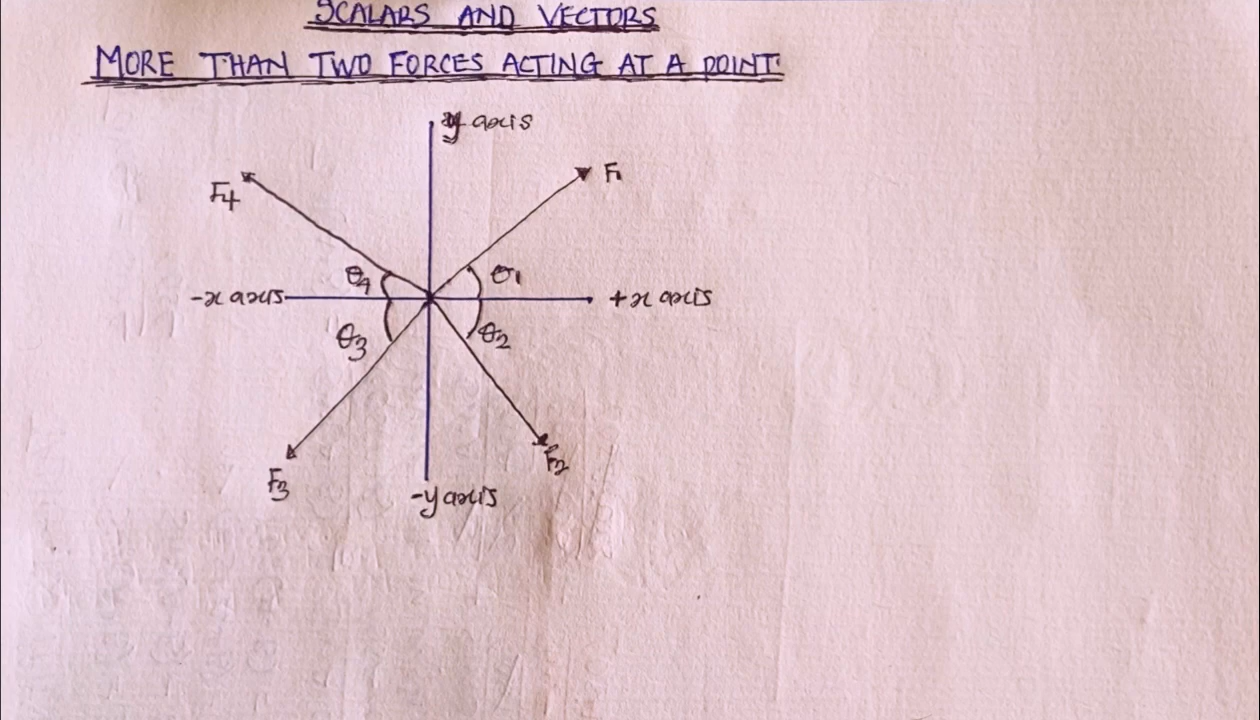 SCALARS AND VECTORS
MORE THAN TWO FORCES ACTING AT A POINT
y axis
F1
F4
θ4
θ1
-x axis
+x axis
θ3
θ2
F2
F3
-y axis